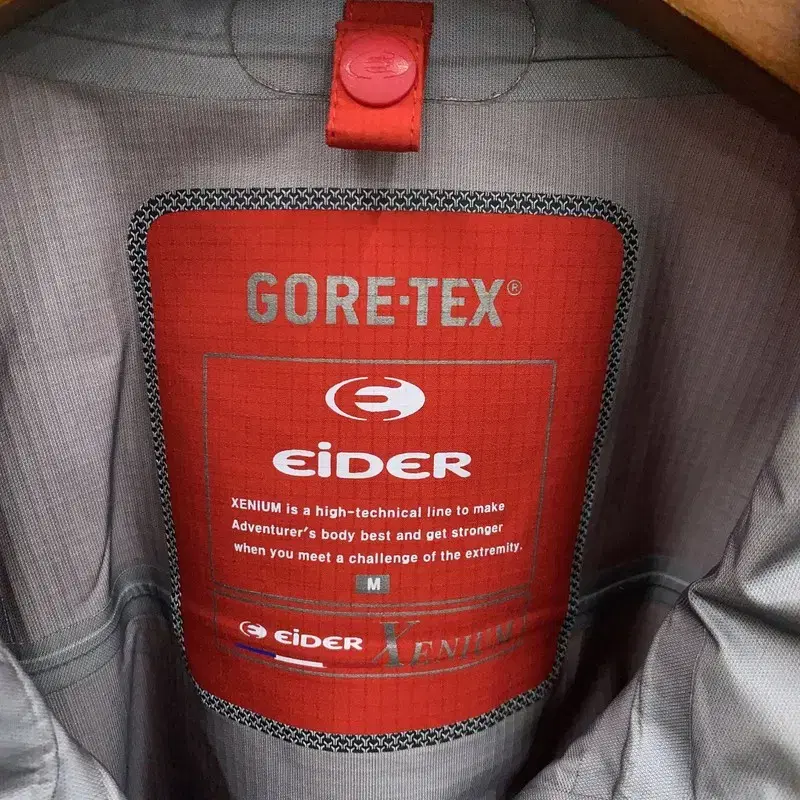 GORE-TEX®
EiDER
XENIUM is a high-technical line to make
Adventurer's body best and get stronger
when you meet a challenge of the extremity.
M
EiDER XENIUM